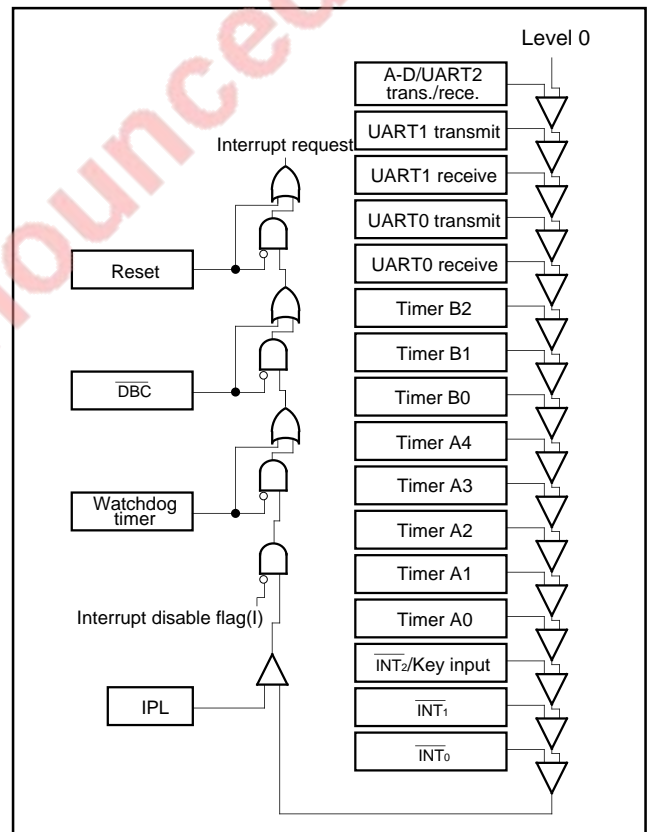 Level 0
A-D/UART2
trans./rece.
UART1 transmit
Interrupt request
UART1 receive
UART0 transmit
Reset
UART0 receive
Timer B2
Timer B1
DBC
Timer B0
Timer A4
Timer A3
Watchdog
timer
Timer A2
Timer A1
Interrupt disable flag(I)
Timer A0
INT2/Key input
IPL
INT1
INT0